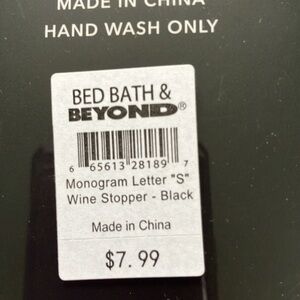 MADE IN CHINA
HAND WASH ONLY
BED BATH &
BEYOND®
6 65613 28189 7
Monogram Letter "S"
Wine Stopper - Black
Made in China
$7.99